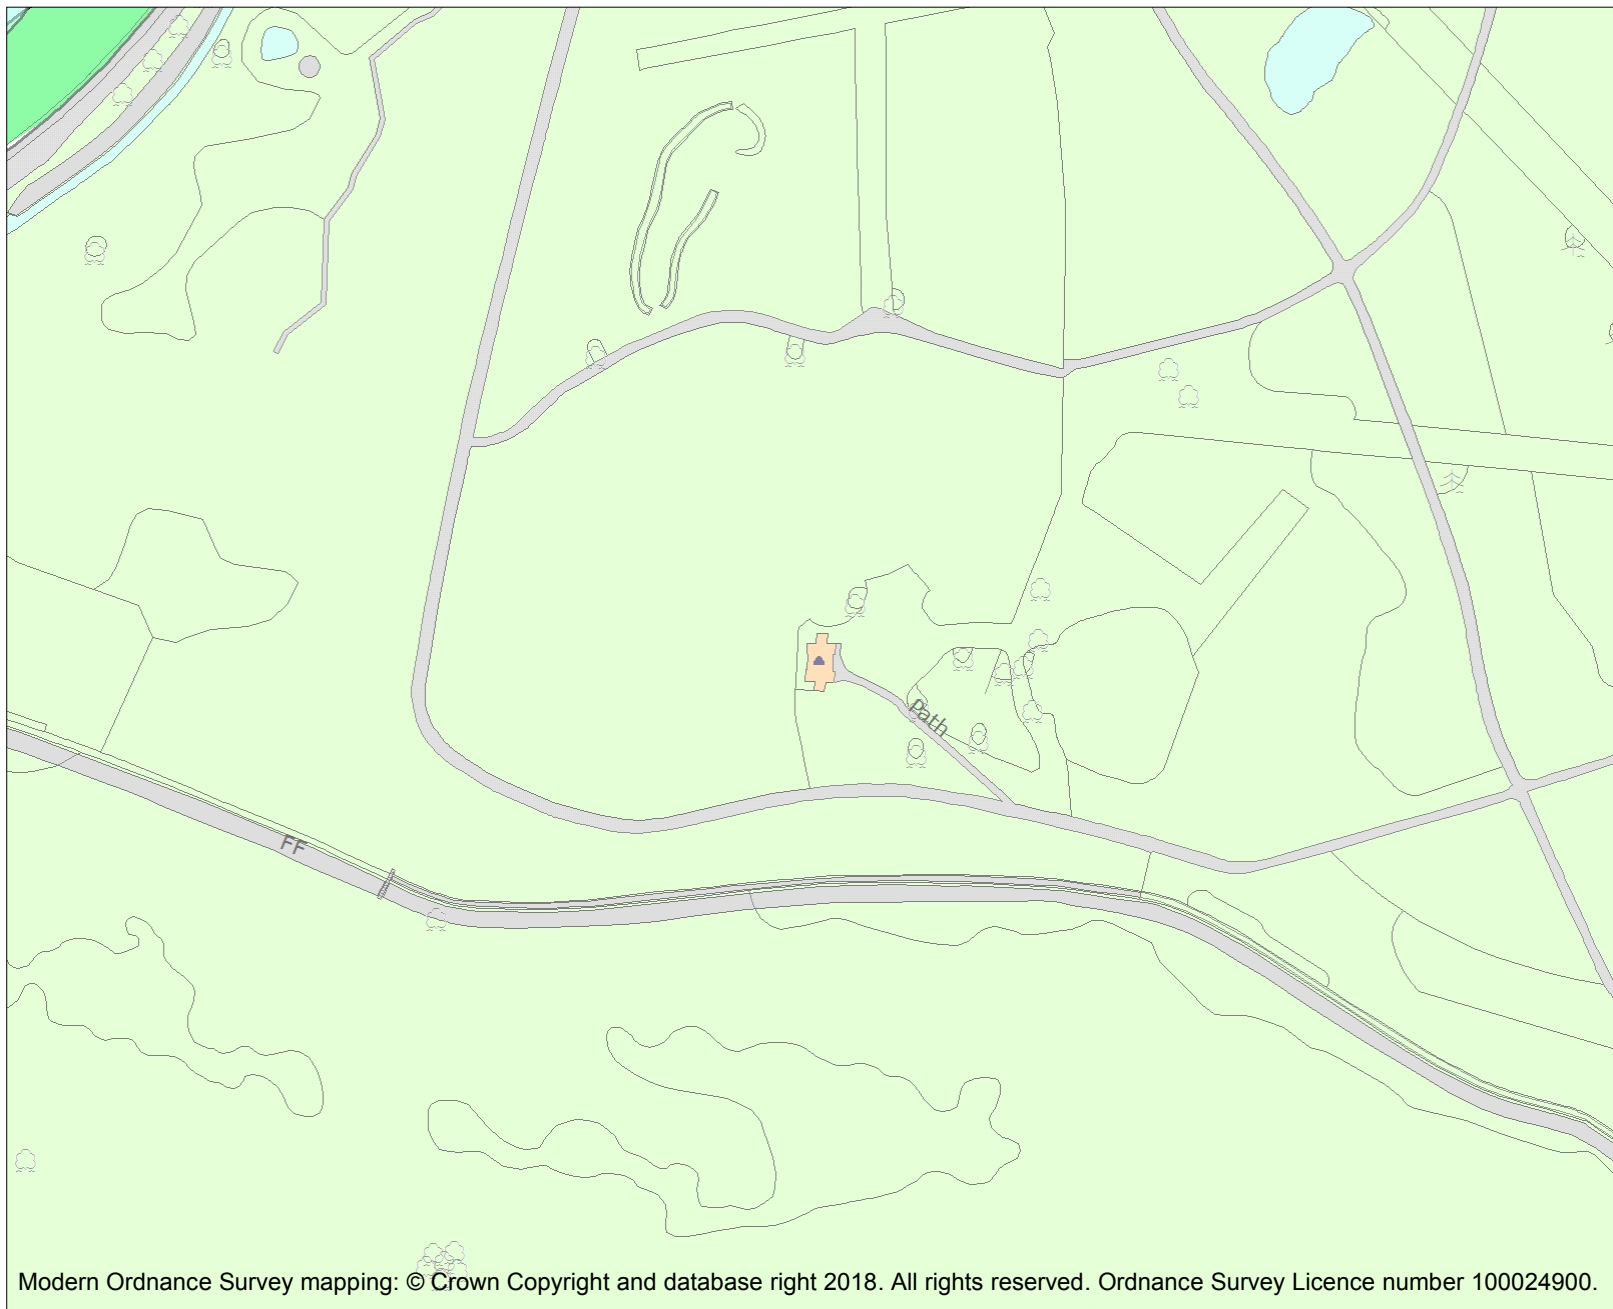 Path
FF
Modern Ordnance Survey mapping: © Crown Copyright and database right 2018. All rights reserved. Ordnance Survey Licence number 100024900.